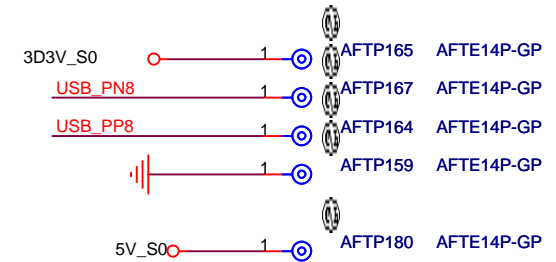 3D3V_S0 1 AFTP165 AFTE14P-GP
USB_PN8 1 AFTP167 AFTE14P-GP
USB_PP8 1 AFTP164 AFTE14P-GP
1 AFTP159 AFTE14P-GP
5V_S0 1 AFTP180 AFTE14P-GP